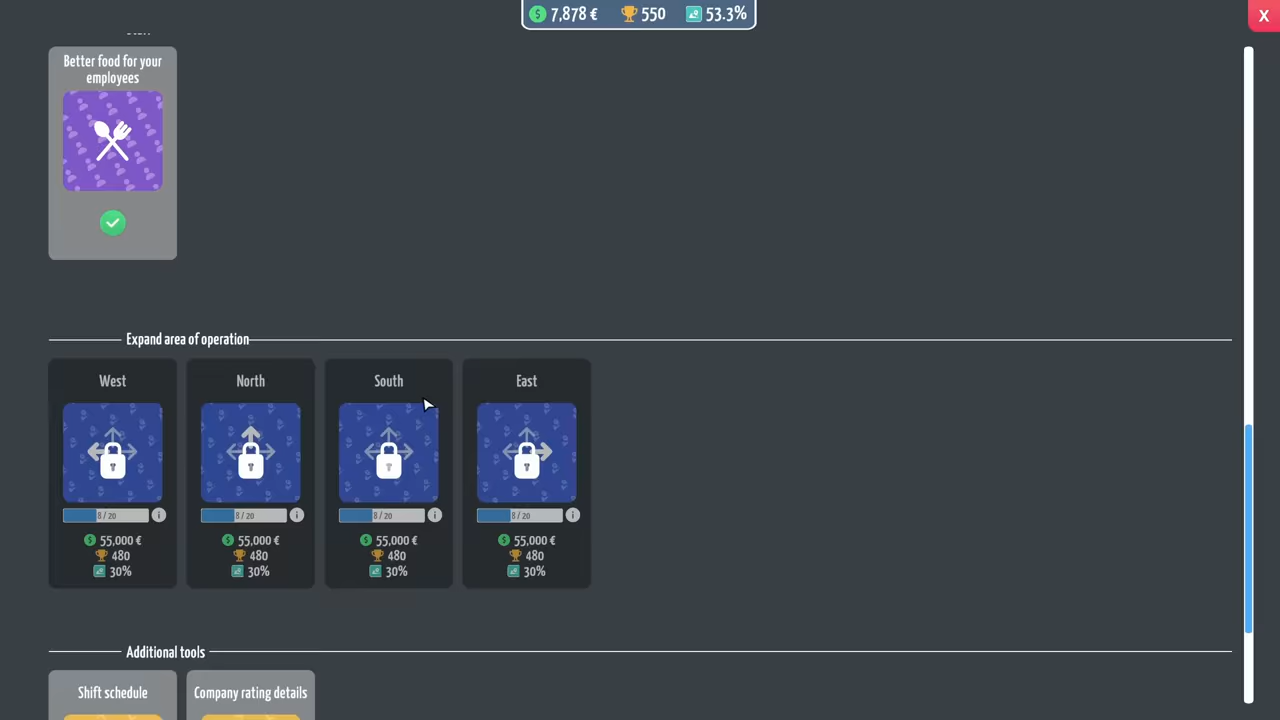 7,878 €
550
53.3%
X
Better food for your
employees
Expand area of operation
West
North
South
East
8 / 20
8 / 20
8 / 20
8 / 20
55,000 €
55,000 €
55,000 €
55,000 €
480
480
480
480
30%
30%
30%
30%
Additional tools
Shift schedule
Company rating details